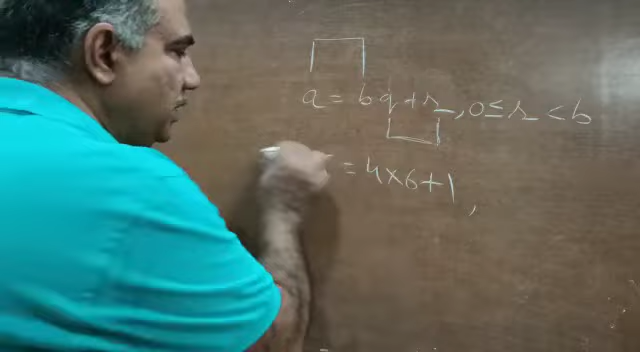 a = bq + r, 0 ≤ r < b
= 4 × 6 + 1,